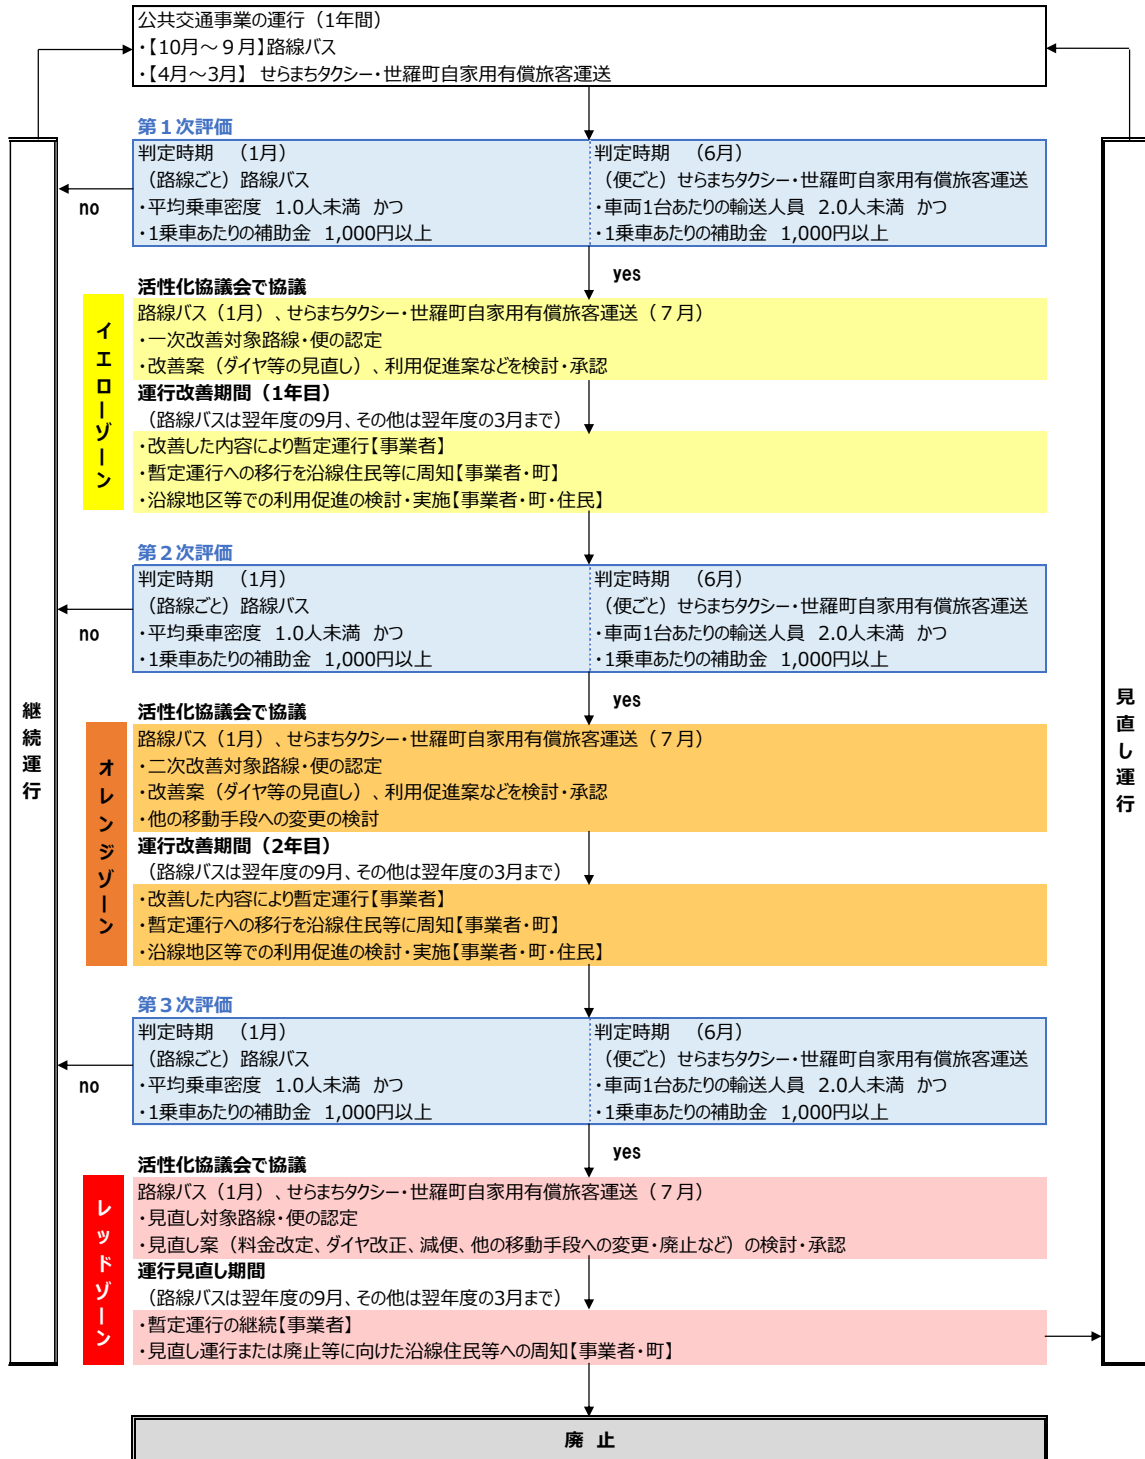 公共交通事業の運行（1年間）
・【10月～９月】路線バス
・【4月～3月】 せらまちタクシー・世羅町自家用有償旅客運送
第１次評価
判定時期 （1月）
（路線ごと）路線バス
・平均乗車密度 1.0人未満 かつ
・1乗車あたりの補助金 1,000円以上
判定時期 （6月）
（便ごと）せらまちタクシー・世羅町自家用有償旅客運送
・車両1台あたりの輸送人員 2.0人未満 かつ
・1乗車あたりの補助金 1,000円以上
no
yes
イエローゾーン
活性化協議会で協議
路線バス（1月）、せらまちタクシー・世羅町自家用有償旅客運送（７月）
・一次改善対象路線・便の認定
・改善案（ダイヤ等の見直し）、利用促進案などを検討・承認
運行改善期間（1年目）
（路線バスは翌年度の9月、その他は翌年度の3月まで）
・改善した内容により暫定運行【事業者】
・暫定運行への移行を沿線住民等に周知【事業者・町】
・沿線地区等での利用促進の検討・実施【事業者・町・住民】
第２次評価
判定時期 （1月）
（路線ごと）路線バス
・平均乗車密度 1.0人未満 かつ
・1乗車あたりの補助金 1,000円以上
判定時期 （6月）
（便ごと）せらまちタクシー・世羅町自家用有償旅客運送
・車両1台あたりの輸送人員 2.0人未満 かつ
・1乗車あたりの補助金 1,000円以上
no
yes
継続運行
見直し運行
オレンジゾーン
活性化協議会で協議
路線バス（1月）、せらまちタクシー・世羅町自家用有償旅客運送（７月）
・二次改善対象路線・便の認定
・改善案（ダイヤ等の見直し）、利用促進案などを検討・承認
・他の移動手段への変更の検討
運行改善期間（2年目）
（路線バスは翌年度の9月、その他は翌年度の3月まで）
・改善した内容により暫定運行【事業者】
・暫定運行への移行を沿線住民等に周知【事業者・町】
・沿線地区等での利用促進の検討・実施【事業者・町・住民】
第３次評価
判定時期 （1月）
（路線ごと）路線バス
・平均乗車密度 1.0人未満 かつ
・1乗車あたりの補助金 1,000円以上
判定時期 （6月）
（便ごと）せらまちタクシー・世羅町自家用有償旅客運送
・車両1台あたりの輸送人員 2.0人未満 かつ
・1乗車あたりの補助金 1,000円以上
no
yes
レッドゾーン
活性化協議会で協議
路線バス（1月）、せらまちタクシー・世羅町自家用有償旅客運送（７月）
・見直し対象路線・便の認定
・見直し案（料金改定、ダイヤ改正、減便、他の移動手段への変更・廃止など）の検討・承認
運行見直し期間
（路線バスは翌年度の9月、その他は翌年度の3月まで）
・暫定運行の継続【事業者】
・見直し運行または廃止等に向けた沿線住民等への周知【事業者・町】
廃 止